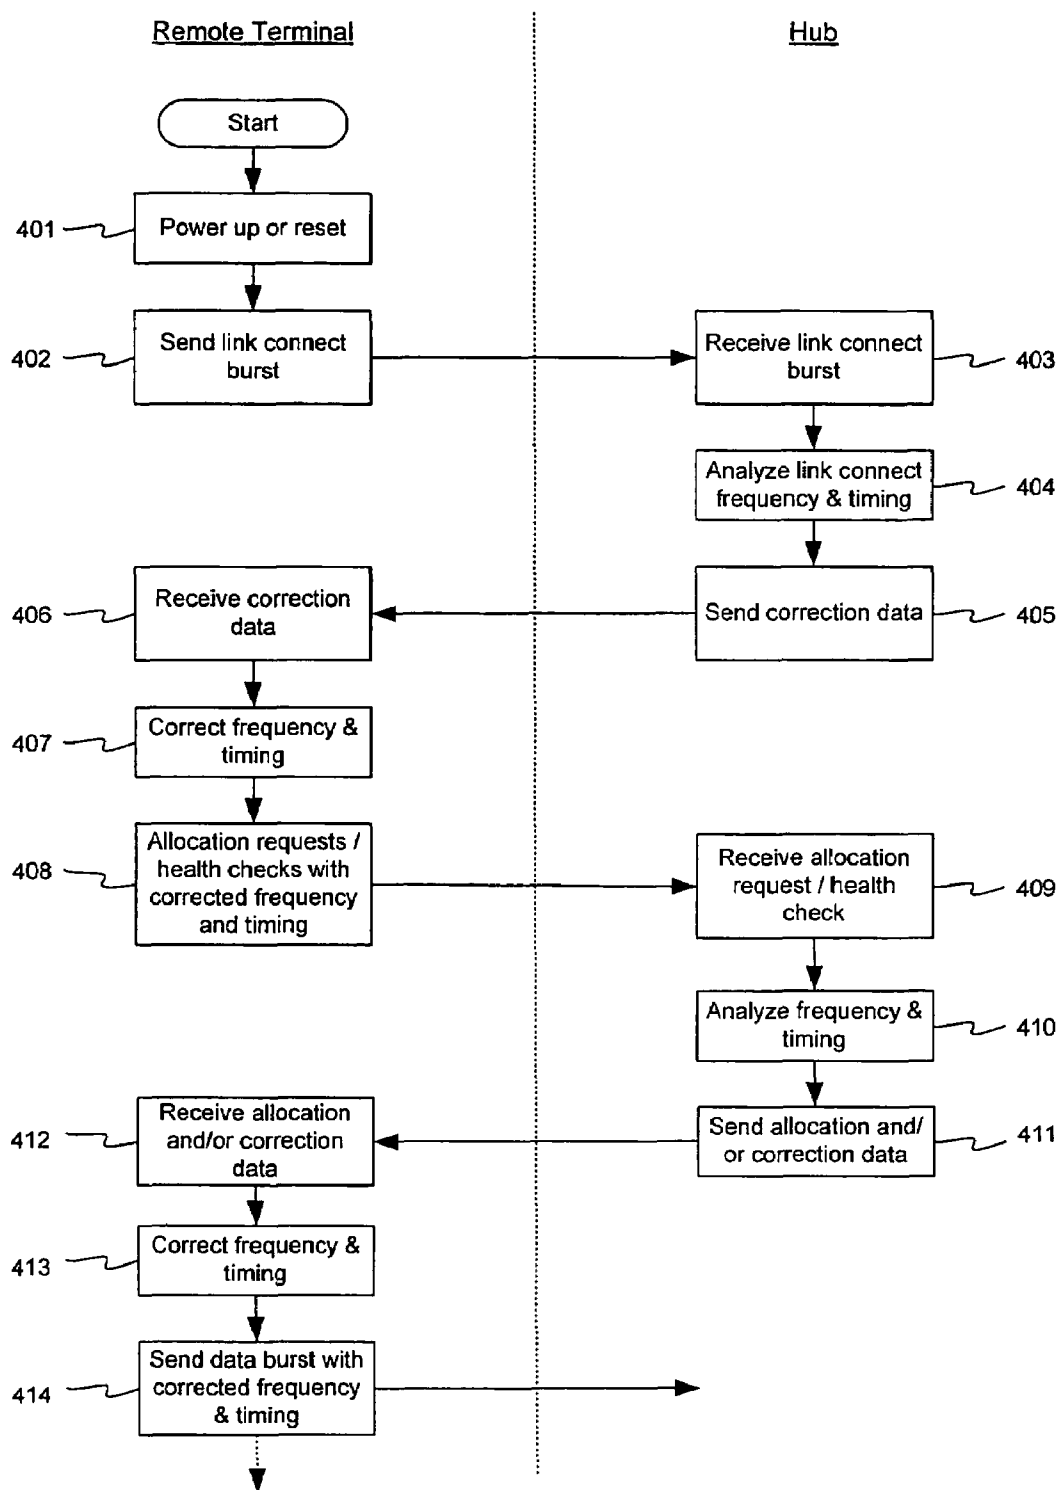 Remote Terminal
Hub
Start
401
Power up or reset
402
Send link connect
burst
Receive link connect
burst
403
Analyze link connect
frequency & timing
404
406
Receive correction
data
Send correction data
405
407
Correct frequency &
timing
408
Allocation requests /
health checks with
corrected frequency
and timing
Receive allocation
request / health
check
409
Analyze frequency &
timing
410
412
Receive allocation
and/or correction
data
Send allocation and/
or correction data
411
413
Correct frequency &
timing
414
Send data burst with
corrected frequency
& timing